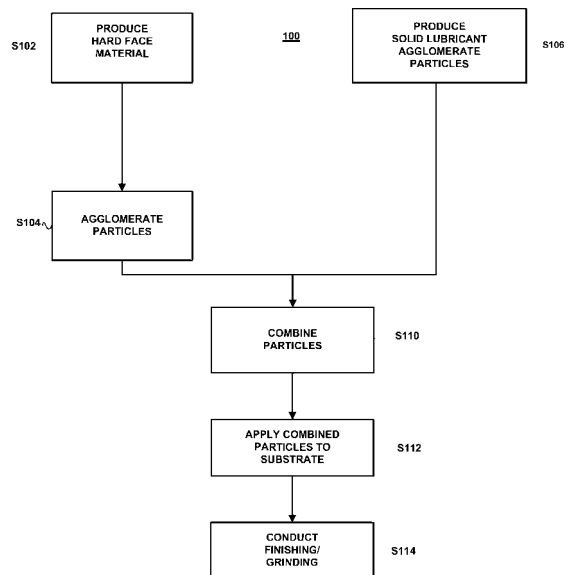 S102
PRODUCE
HARD FACE
MATERIAL
100
PRODUCE
SOLID LUBRICANT
AGGLOMERATE
PARTICLES
S106
S104
AGGLOMERATE
PARTICLES
COMBINE
PARTICLES
S110
APPLY COMBINED
PARTICLES TO
SUBSTRATE
S112
CONDUCT
FINISHING/
GRINDING
S114